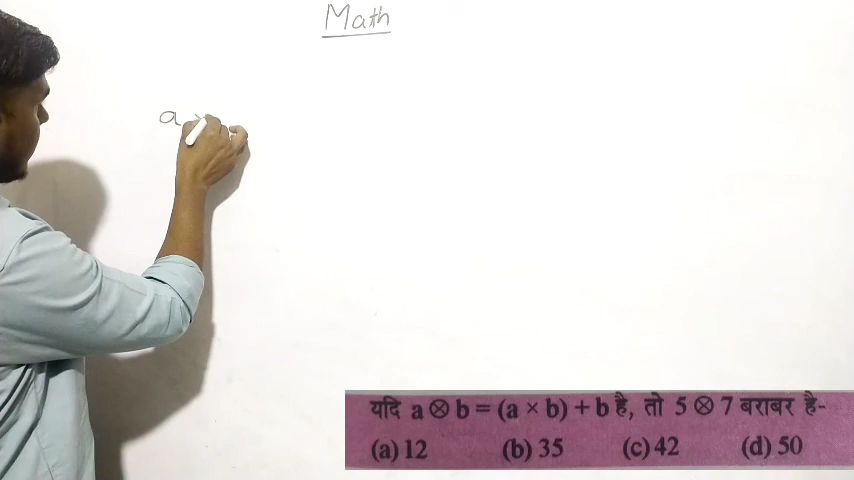 Math
a
यदि a ⊗ b = (a × b) + b है, तो 5 ⊗ 7 बराबर है-
(a) 12 (b) 35 (c) 42 (d) 50